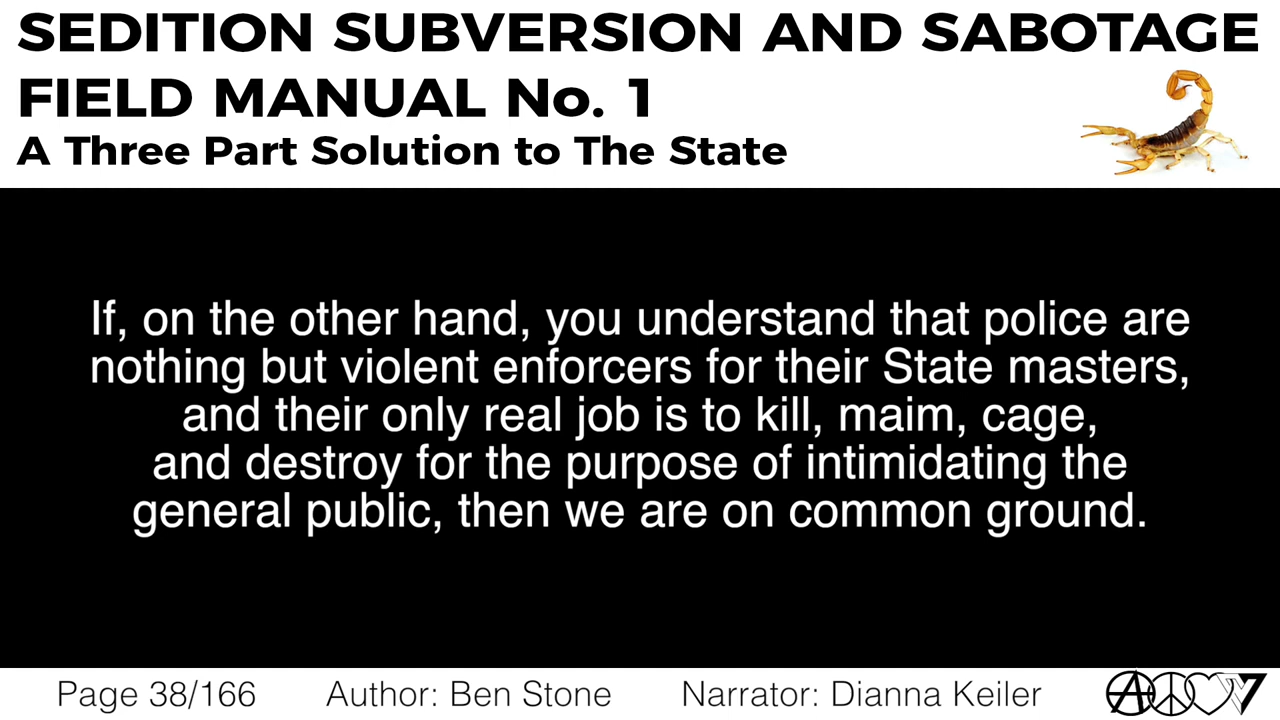 SEDITION SUBVERSION AND SABOTAGE
FIELD MANUAL No. 1
A Three Part Solution to The State
If, on the other hand, you understand that police are
nothing but violent enforcers for their State masters,
and their only real job is to kill, maim, cage,
and destroy for the purpose of intimidating the
general public, then we are on common ground.
Page 38/166 Author: Ben Stone Narrator: Dianna Keiler